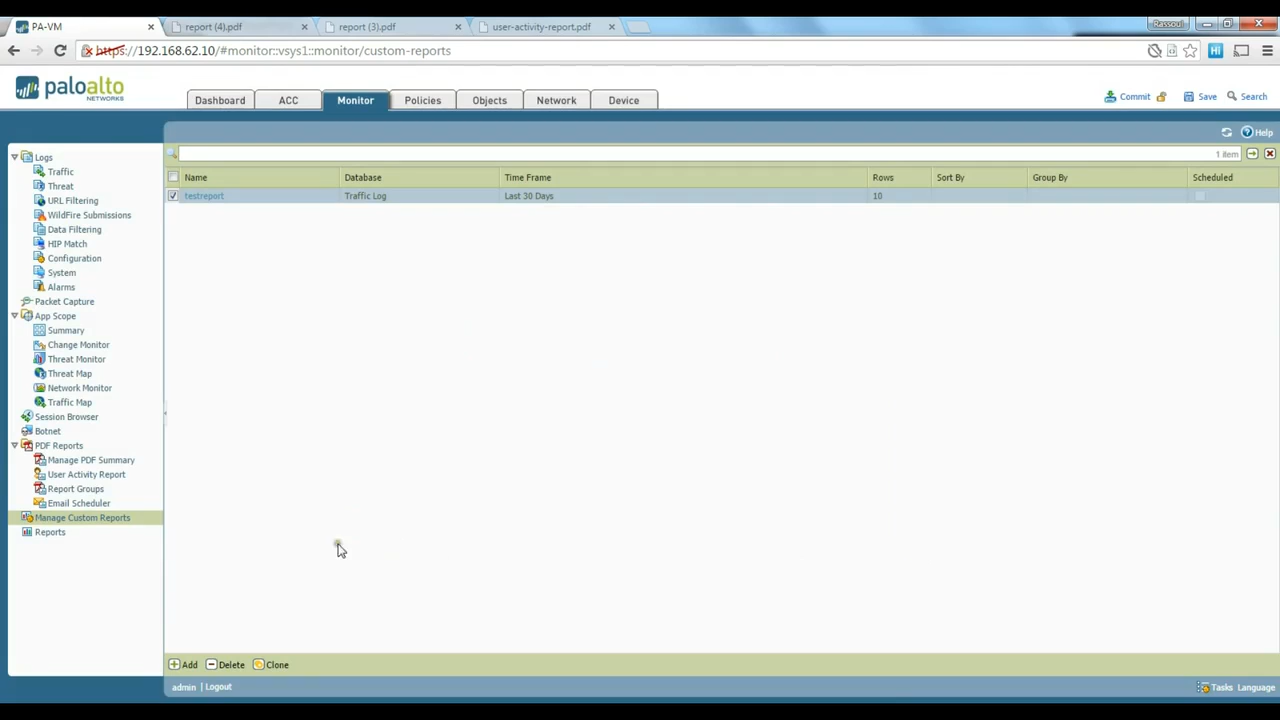 PA-VM
report (4).pdf
report (3).pdf
user-activity-report.pdf
Rassoul
https://192.168.62.10/#monitor::vsys1::monitor/custom-reports
Hi
paloalto
NETWORKS
Dashboard
ACC
Monitor
Policies
Objects
Network
Device
Commit
Save
Search
Help
1 item
Name
Database
Time Frame
Rows
Sort By
Group By
Scheduled
testreport
Traffic Log
Last 30 Days
10
Logs
Traffic
Threat
URL Filtering
WildFire Submissions
Data Filtering
HIP Match
Configuration
System
Alarms
Packet Capture
App Scope
Summary
Change Monitor
Threat Monitor
Threat Map
Network Monitor
Traffic Map
Session Browser
Botnet
PDF Reports
Manage PDF Summary
User Activity Report
Report Groups
Email Scheduler
Manage Custom Reports
Reports
Add
Delete
Clone
admin | Logout
Tasks
Language